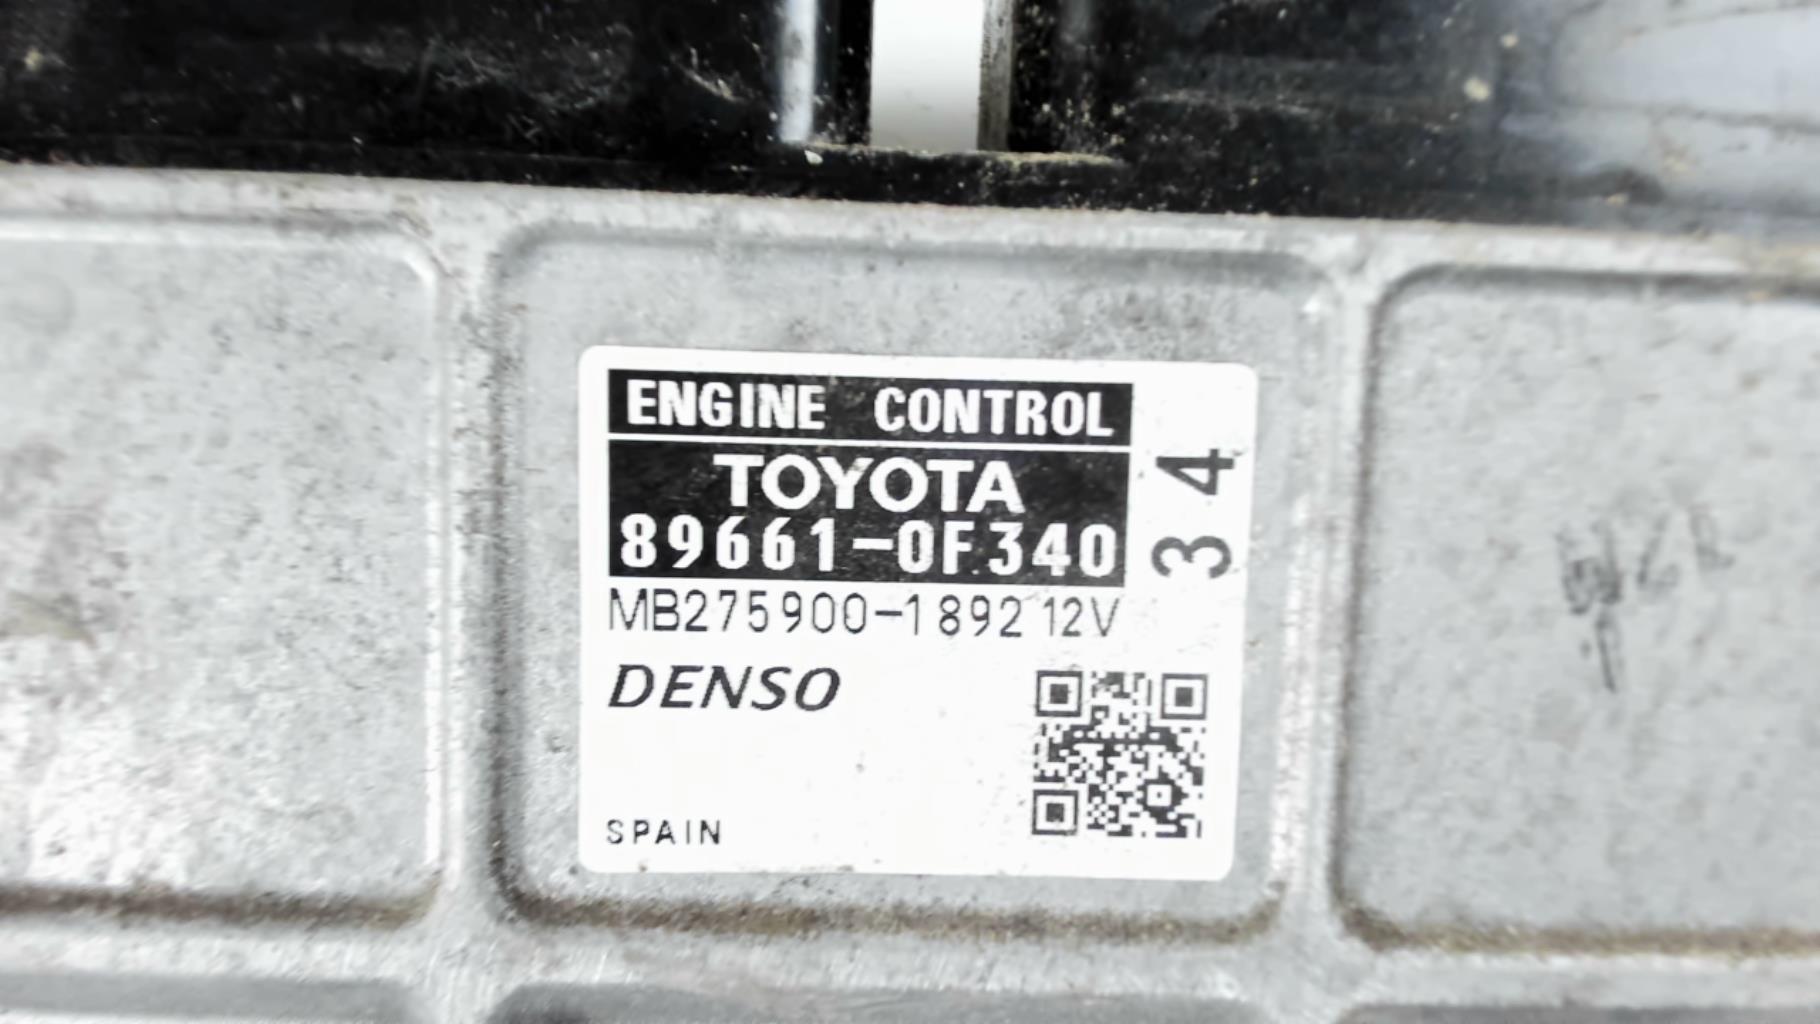 ENGINE CONTROL
TOYOTA
89661-0F340
34
MB275900-1892 12V
DENSO
SPAIN